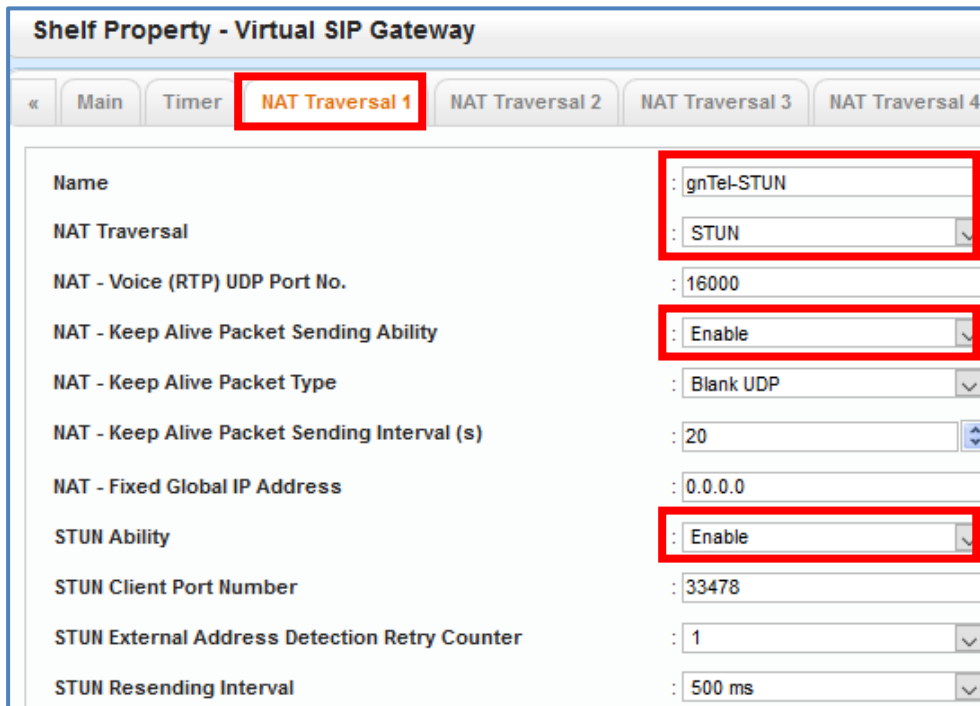 Shelf Property - Virtual SIP Gateway
« Main Timer NAT Traversal 1 NAT Traversal 2 NAT Traversal 3 NAT Traversal 4
Name : gnTel-STUN
NAT Traversal : STUN
NAT - Voice (RTP) UDP Port No. : 16000
NAT - Keep Alive Packet Sending Ability : Enable
NAT - Keep Alive Packet Type : Blank UDP
NAT - Keep Alive Packet Sending Interval (s) : 20
NAT - Fixed Global IP Address : 0.0.0.0
STUN Ability : Enable
STUN Client Port Number : 33478
STUN External Address Detection Retry Counter : 1
STUN Resending Interval : 500 ms